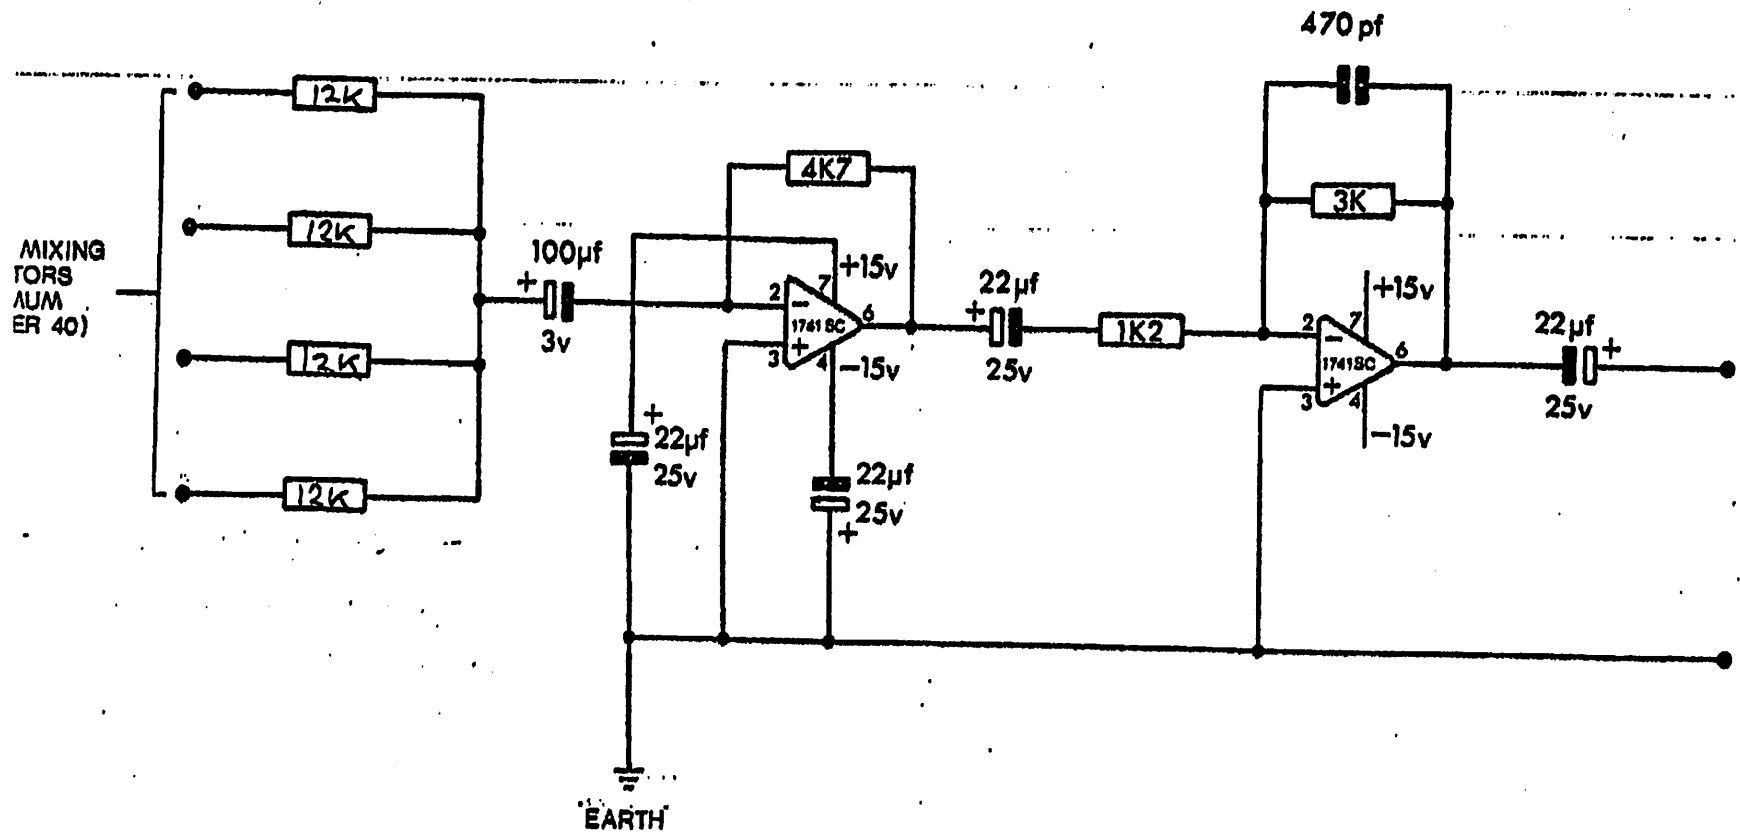 470 pf
12K
4K7
3K
12K
MIXING
TORS
AUM
ER 40)
100µf
+
3v
+15v
7
2
−
1741SC
6
+
3
4
−15v
22µf
+
25v
1K2
+15v
7
2
−
1741SC
6
+
3
4
−15v
22µf
+
25v
12K
+
22µf
25v
22µf
25v
+
12K
EARTH